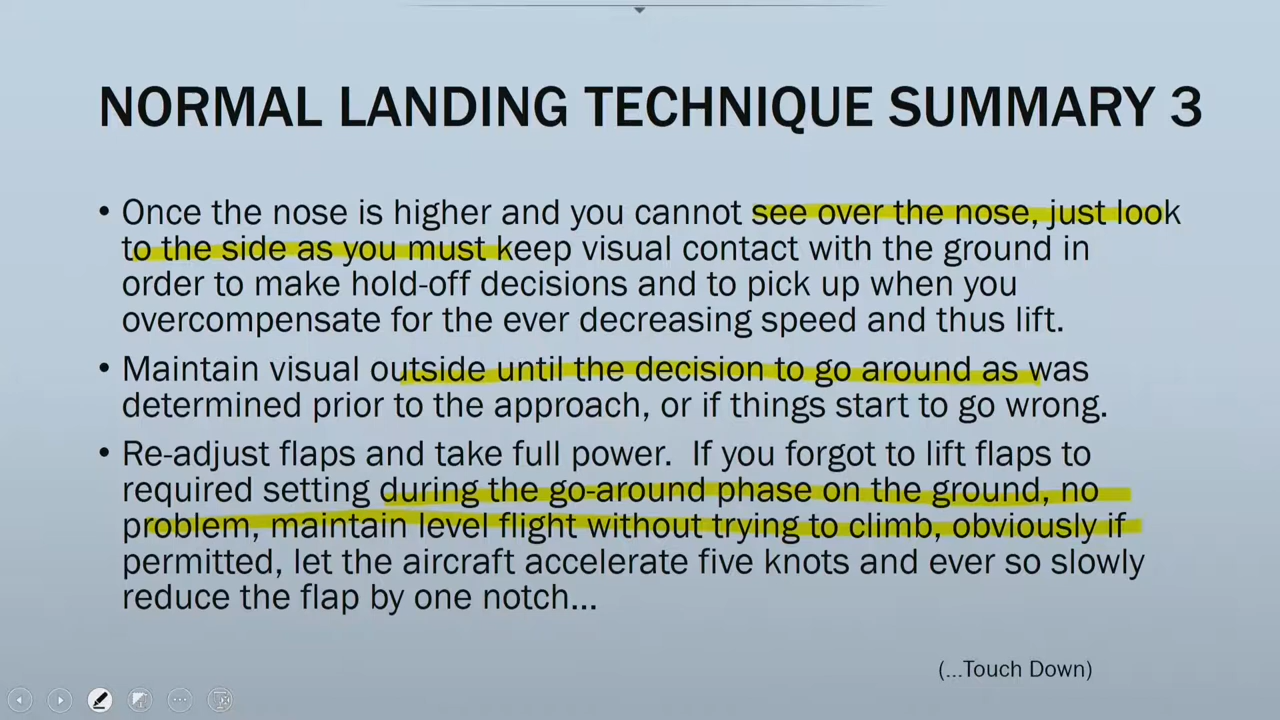 NORMAL LANDING TECHNIQUE SUMMARY 3
• Once the nose is higher and you cannot see over the nose, just look
to the side as you must keep visual contact with the ground in
order to make hold-off decisions and to pick up when you
overcompensate for the ever decreasing speed and thus lift.
• Maintain visual outside until the decision to go around as was
determined prior to the approach, or if things start to go wrong.
• Re-adjust flaps and take full power.  If you forgot to lift flaps to
required setting during the go-around phase on the ground, no
problem, maintain level flight without trying to climb, obviously if
permitted, let the aircraft accelerate five knots and ever so slowly
reduce the flap by one notch...
(...Touch Down)